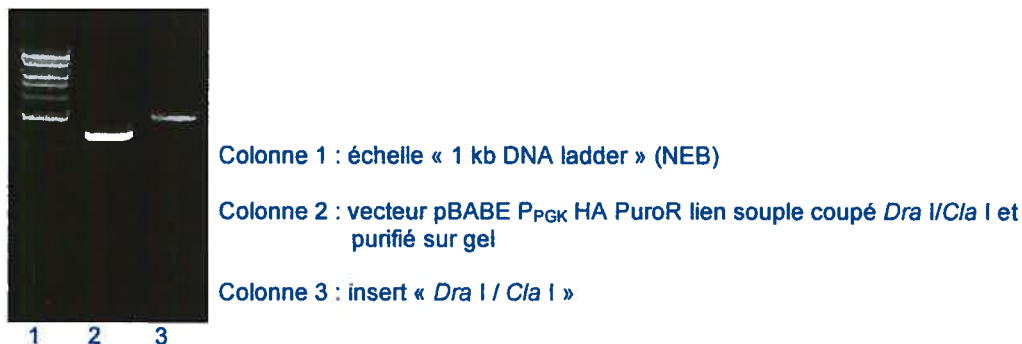 Colonne 1 : échelle « 1 kb DNA ladder » (NEB)
Colonne 2 : vecteur pBABE PPGK HA PuroR lien souple coupé Dra I/Cla I et
purifié sur gel
Colonne 3 : insert « Dra I / Cla I »
1 2 3